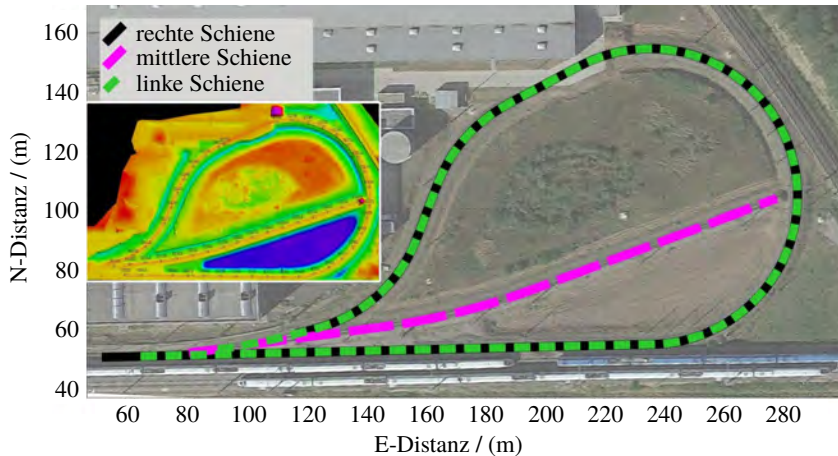 rechte Schiene
mittlere Schiene
linke Schiene
N-Distanz / (m)
160
140
120
100
80
60
40
60 80 100 120 140 160 180 200 220 240 260 280 300
E-Distanz / (m)